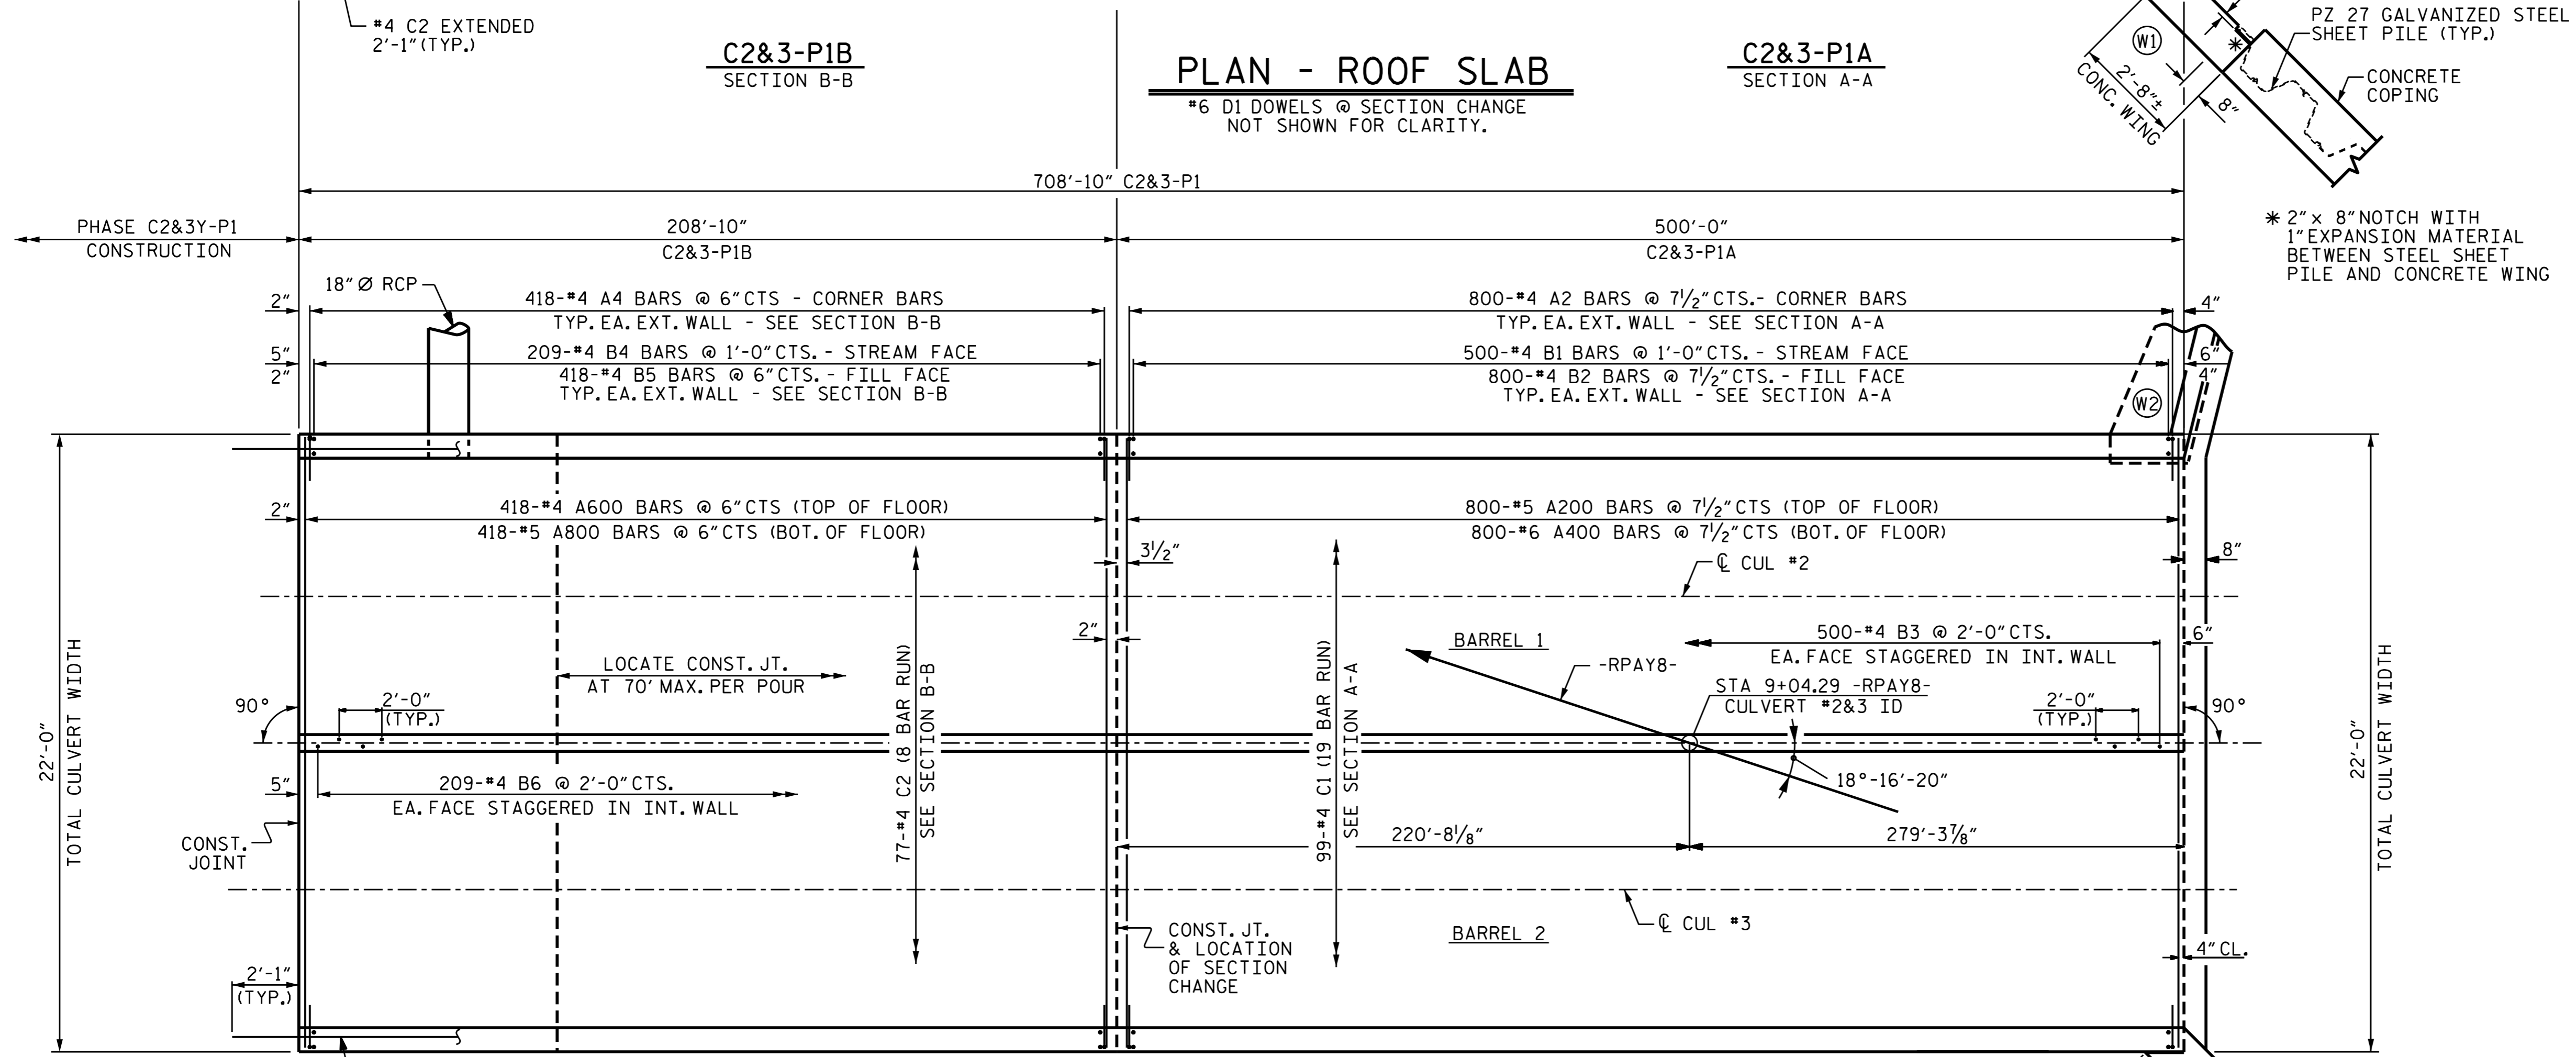 #4 C2 EXTENDED
2'-1" (TYP.)
C2&3-P1B
SECTION B-B
PLAN - ROOF SLAB
#6 D1 DOWELS @ SECTION CHANGE
NOT SHOWN FOR CLARITY.
C2&3-P1A
SECTION A-A
PZ 27 GALVANIZED STEEL
SHEET PILE (TYP.)
W1
*
CONCRETE
COPING
2'-8"±
CONC. WING
8"
* 2" x 8" NOTCH WITH
1" EXPANSION MATERIAL
BETWEEN STEEL SHEET
PILE AND CONCRETE WING
708'-10" C2&3-P1
PHASE C2&3Y-P1
CONSTRUCTION
208'-10"
C2&3-P1B
500'-0"
C2&3-P1A
18" Ø RCP
2"
418-#4 A4 BARS @ 6" CTS - CORNER BARS
TYP. EA. EXT. WALL - SEE SECTION B-B
800-#4 A2 BARS @ 7 1/2" CTS. - CORNER BARS
TYP. EA. EXT. WALL - SEE SECTION A-A
4"
5"
2"
209-#4 B4 BARS @ 1'-0" CTS. - STREAM FACE
418-#4 B5 BARS @ 6" CTS. - FILL FACE
TYP. EA. EXT. WALL - SEE SECTION B-B
500-#4 B1 BARS @ 1'-0" CTS. - STREAM FACE
800-#4 B2 BARS @ 7 1/2" CTS. - FILL FACE
TYP. EA. EXT. WALL - SEE SECTION A-A
6"
4"
W2
2"
418-#4 A600 BARS @ 6" CTS (TOP OF FLOOR)
418-#5 A800 BARS @ 6" CTS (BOT. OF FLOOR)
800-#5 A200 BARS @ 7 1/2" CTS (TOP OF FLOOR)
800-#6 A400 BARS @ 7 1/2" CTS (BOT. OF FLOOR)
3 1/2"
℄ CUL #2
8"
2"
77-#4 C2 (8 BAR RUN)
SEE SECTION B-B
99-#4 C1 (19 BAR RUN)
SEE SECTION A-A
BARREL 1
-RPAY8-
500-#4 B3 @ 2'-0" CTS.
EA. FACE STAGGERED IN INT. WALL
6"
LOCATE CONST. JT.
AT 70' MAX. PER POUR
STA 9+04.29 -RPAY8-
CULVERT #2&3 ID
2'-0"
(TYP.)
2'-0"
(TYP.)
90°
90°
22'-0"
TOTAL CULVERT WIDTH
22'-0"
TOTAL CULVERT WIDTH
5"
209-#4 B6 @ 2'-0" CTS.
EA. FACE STAGGERED IN INT. WALL
18°-16'-20"
220'-8 1/8"
279'-3 7/8"
CONST.
JOINT
℄ CUL #3
BARREL 2
CONST. JT.
& LOCATION
OF SECTION
CHANGE
4" CL.
2'-1"
(TYP.)